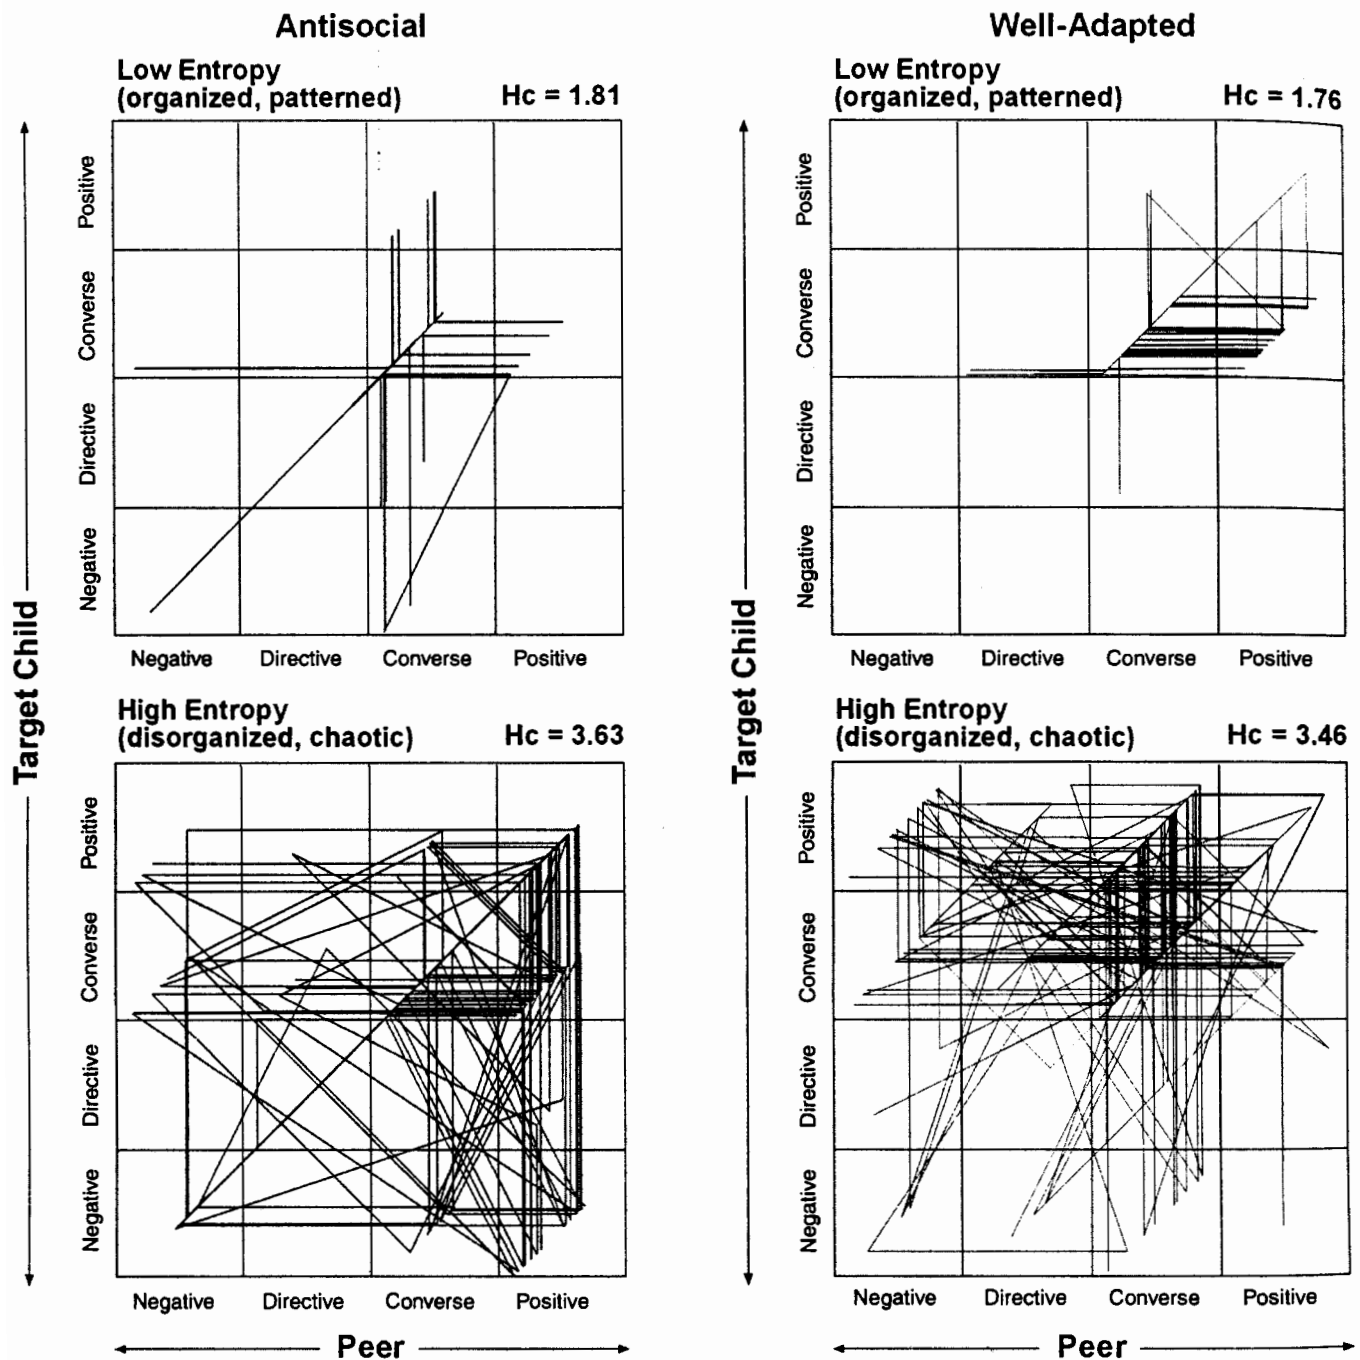 Antisocial
Well-Adapted
Low Entropy
(organized, patterned)
Hc = 1.81
Low Entropy
(organized, patterned)
Hc = 1.76
Positive
Converse
Directive
Negative
Positive
Converse
Directive
Negative
Negative
Directive
Converse
Positive
Negative
Directive
Converse
Positive
Target Child
Target Child
High Entropy
(disorganized, chaotic)
Hc = 3.63
High Entropy
(disorganized, chaotic)
Hc = 3.46
Positive
Converse
Directive
Negative
Positive
Converse
Directive
Negative
Negative
Directive
Converse
Positive
Negative
Directive
Converse
Positive
Peer
Peer